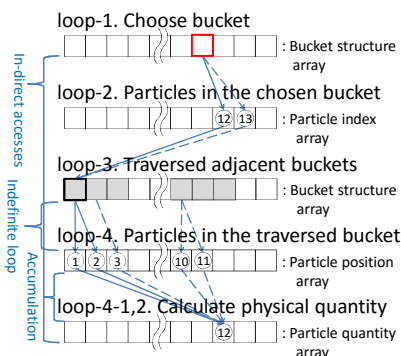 loop-1. Choose bucket
: Bucket structure
array
In-direct accesses
loop-2. Particles in the chosen bucket
12 13
: Particle index
array
loop-3. Traversed adjacent buckets
: Bucket structure
array
Indefinite loop
loop-4. Particles in the traversed bucket
1 2 3 10 11
: Particle position
array
Accumulation
loop-4-1,2. Calculate physical quantity
12
: Particle quantity
array